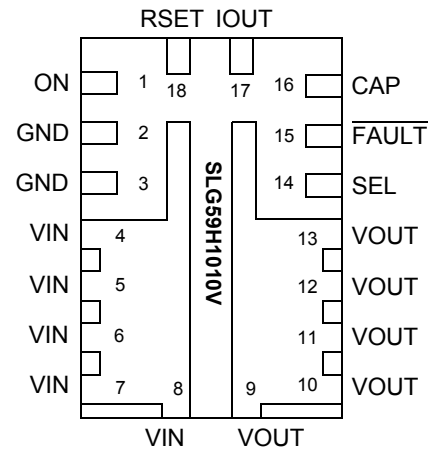 RSET IOUT
ON 1 18 17 16 CAP
GND 2 15 FAULT
GND 3 14 SEL
SLG59H1010V
VIN 4 13 VOUT
VIN 5 12 VOUT
VIN 6 11 VOUT
VIN 7 8 9 10 VOUT
VIN VOUT